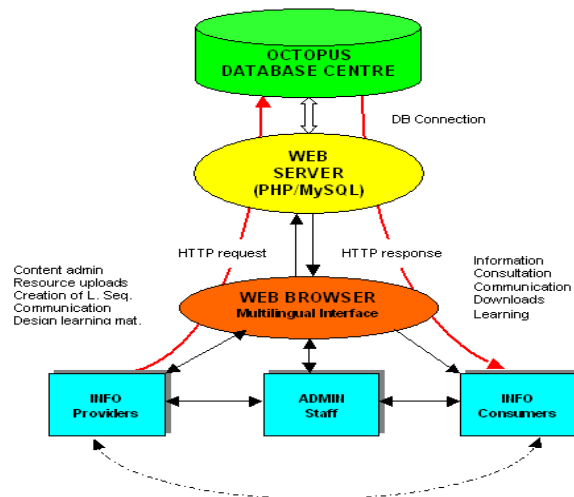 OCTOPUS
DATABASE CENTRE
DB Connection
WEB
SERVER
(PHP/MySQL)
HTTP request
HTTP response
Content admin
Resource uploads
Creation of L. Seq.
Communication
Design learning mat.
Information
Consultation
Communication
Downloads
Learning
WEB BROWSER
Multilingual Interface
INFO
Providers
ADMIN
Staff
INFO
Consumers